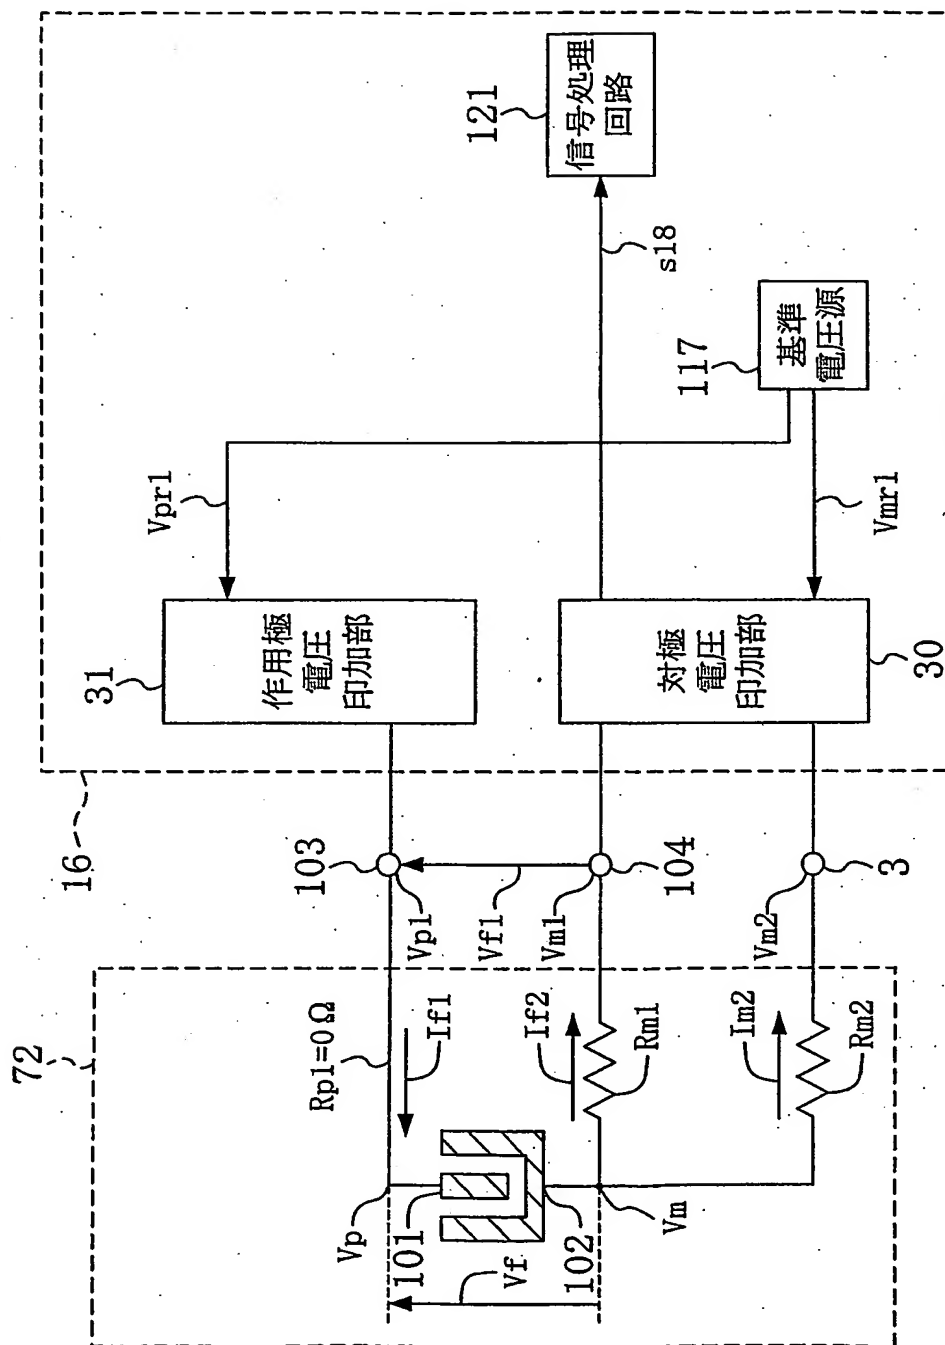 72
16
Rp1=0Ω
If1
Vp
101
Vf
102
Vm
If2
Rm1
Im2
Rm2
103
Vp1
Vf1
Vm1
104
Vm2
3
31
作用極
電圧
印加部
対極
電圧
印加部
30
Vpr1
Vmr1
117
基準
電圧源
s18
121
信号処理
回路